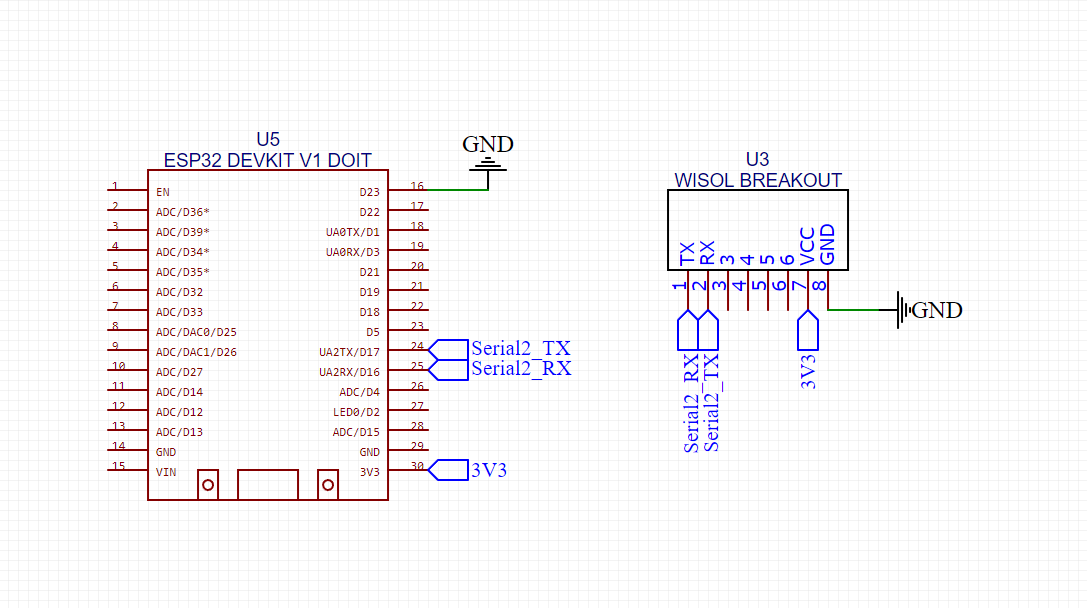 U5
ESP32 DEVKIT V1 DOIT
GND
1 EN
2 ADC/D36*
3 ADC/D39*
4 ADC/D34*
5 ADC/D35*
6 ADC/D32
7 ADC/D33
8 ADC/DAC0/D25
9 ADC/DAC1/D26
10 ADC/D27
11 ADC/D14
12 ADC/D12
13 ADC/D13
14 GND
15 VIN
D23 16
D22 17
UA0TX/D1 18
UA0RX/D3 19
D21 20
D19 21
D18 22
D5 23
UA2TX/D17 24 Serial2_TX
UA2RX/D16 25 Serial2_RX
ADC/D4 26
LED0/D2 27
ADC/D15 28
GND 29
3V3 30 3V3
U3
WISOL BREAKOUT
TX RX 3 4 5 6 VCC GND
1 2 3 4 5 6 7 8
GND
Serial2_RX
Serial2_TX
3V3